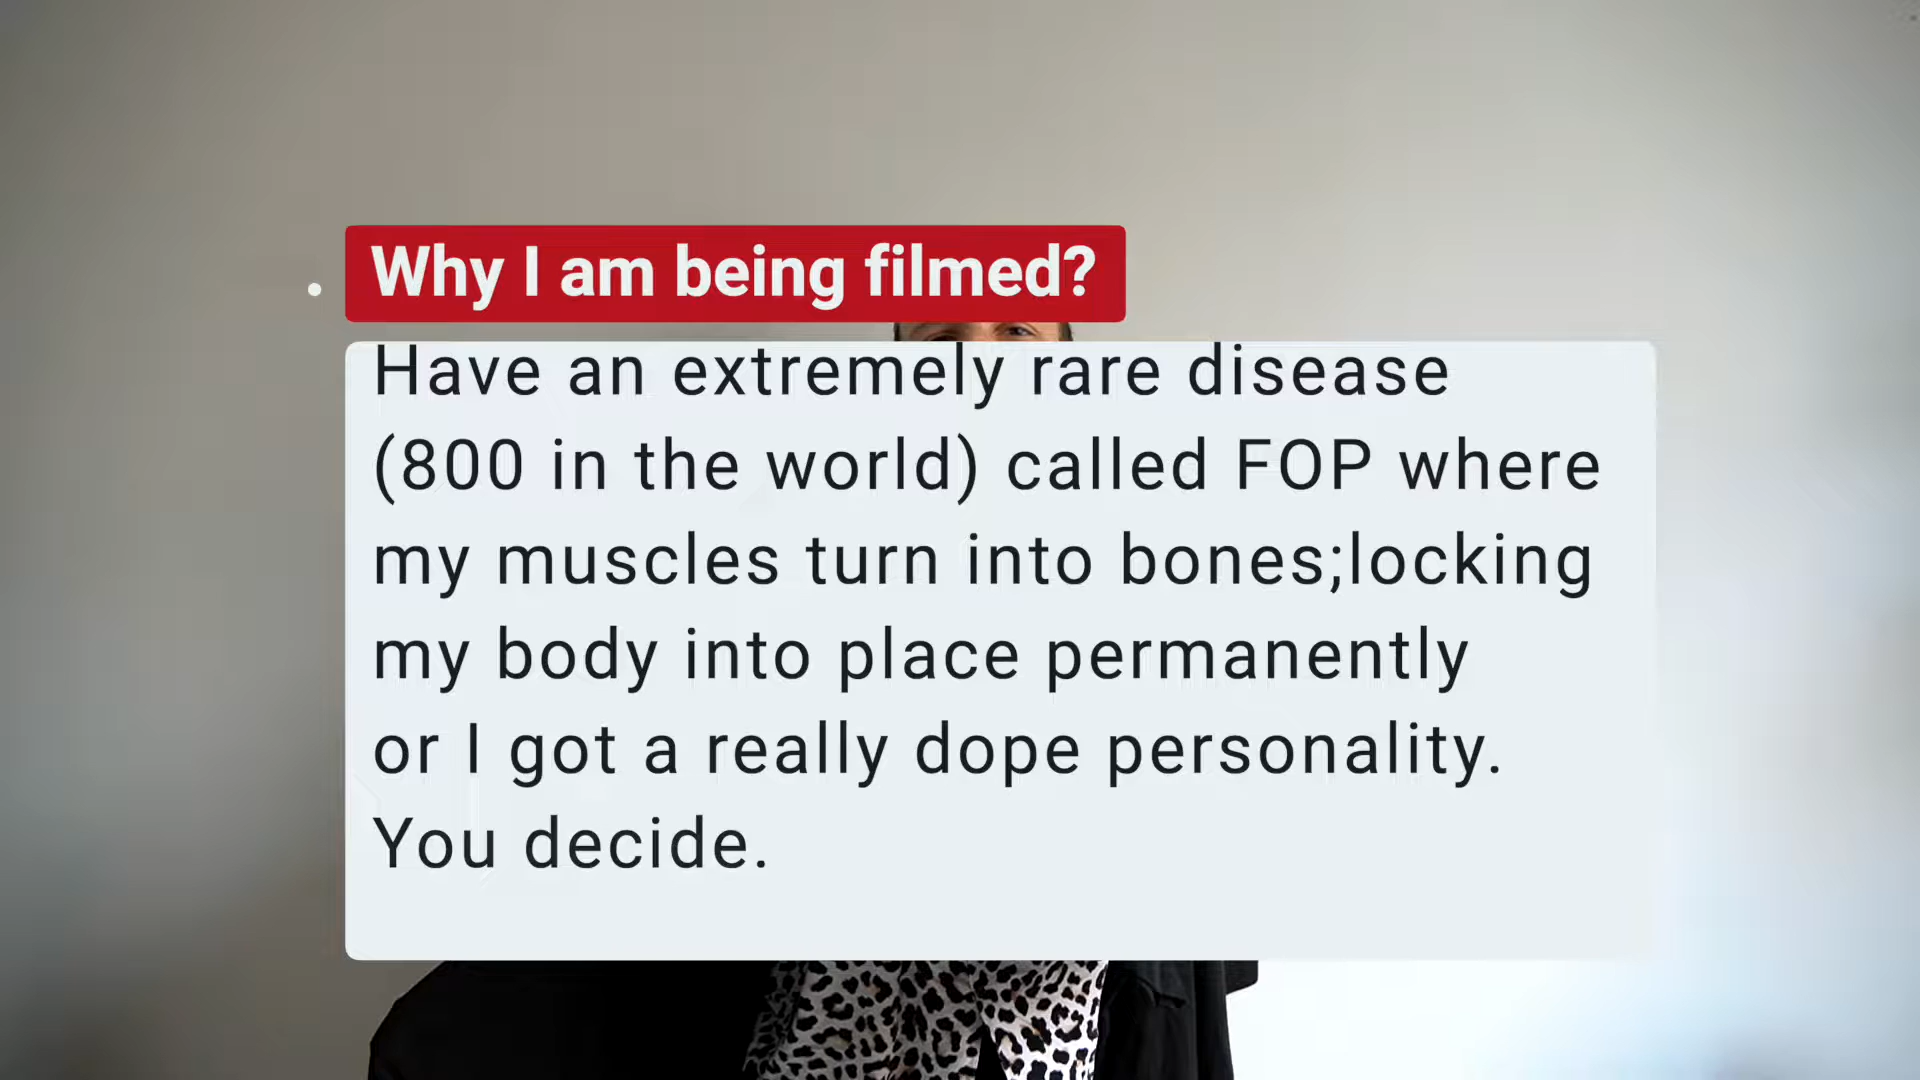 Why I am being filmed?
Have an extremely rare disease
(800 in the world) called FOP where
my muscles turn into bones;locking
my body into place permanently
or I got a really dope personality.
You decide.